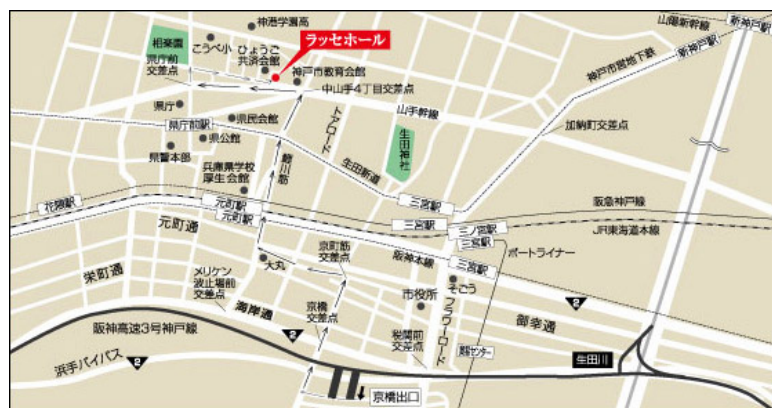 神港学園高
山陽新幹線
新神戸駅
相楽園
こうべ小
ひょうご
共済会館
ラッセホール
新神戸駅
県庁前
交差点
神戸市教育会館
神戸市営地下鉄
中山手4丁目交差点
県庁
県民会館
トアロード
山手幹線
加納町交差点
県庁前駅
県公館
生田神社
県警本部
鯉川筋
生田新道
兵庫県学校
厚生会館
三宮駅
花隈駅
元町駅
元町駅
三宮駅
三ノ宮駅
三宮駅
阪急神戸線
JR東海道本線
元町通
京町筋
交差点
阪神本線
三宮駅
ポートライナー
大丸
栄町通
メリケン
波止場前
交差点
そごう
市役所
フラワーロード
海岸通
京橋
交差点
2
2
御幸通
阪神高速3号神戸線
税関前
交差点
浜手バイパス
2
生田川
京橋出口